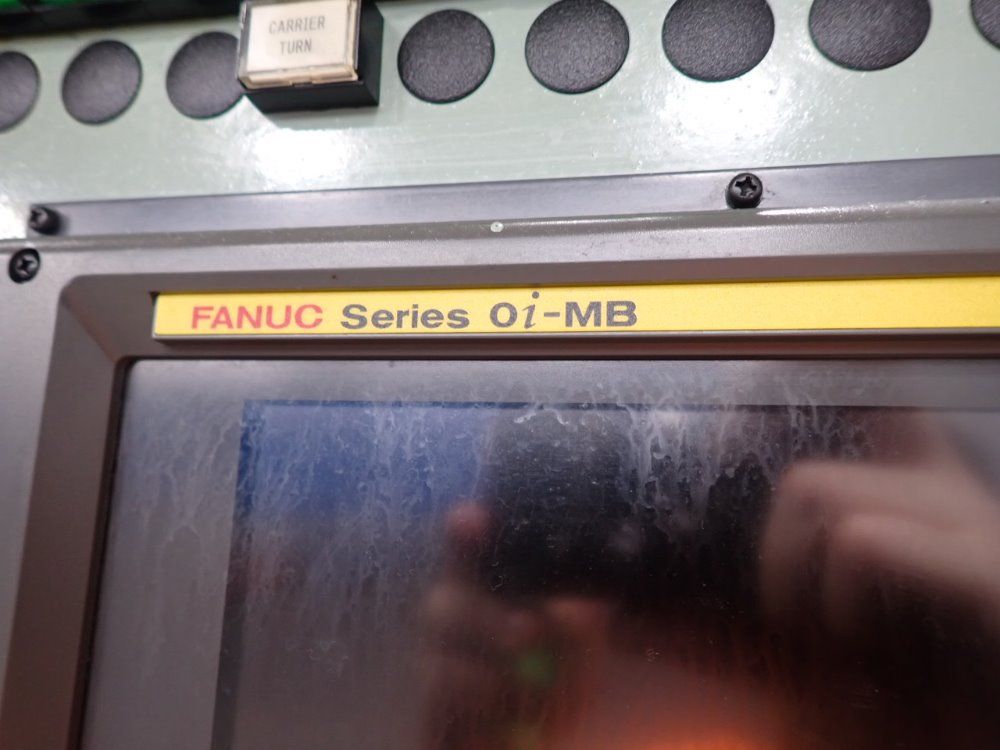 CARRIER
TURN
FANUC Series 0i-MB